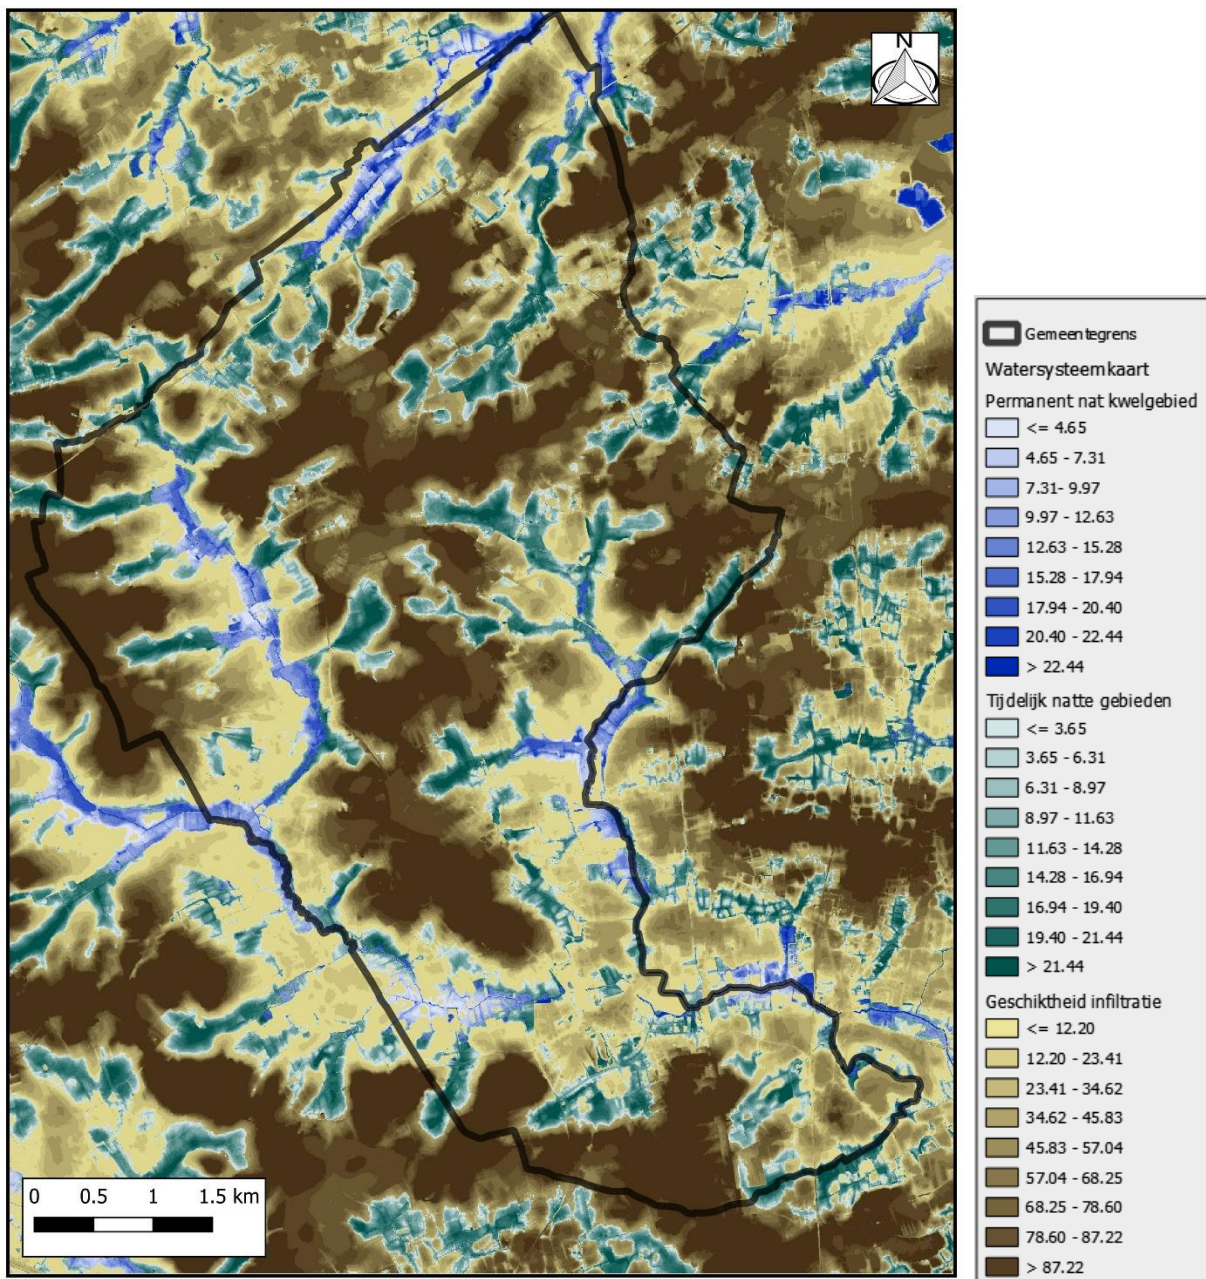 N
Gemeentegrens
Watersysteemkaart
Permanent nat kwelgebied
<= 4.65
4.65 - 7.31
7.31- 9.97
9.97 - 12.63
12.63 - 15.28
15.28 - 17.94
17.94 - 20.40
20.40 - 22.44
> 22.44
Tijdelijk natte gebieden
<= 3.65
3.65 - 6.31
6.31 - 8.97
8.97 - 11.63
11.63 - 14.28
14.28 - 16.94
16.94 - 19.40
19.40 - 21.44
> 21.44
Geschiktheid infiltratie
<= 12.20
12.20 - 23.41
23.41 - 34.62
34.62 - 45.83
45.83 - 57.04
57.04 - 68.25
68.25 - 78.60
78.60 - 87.22
> 87.22
0 0.5 1 1.5 km